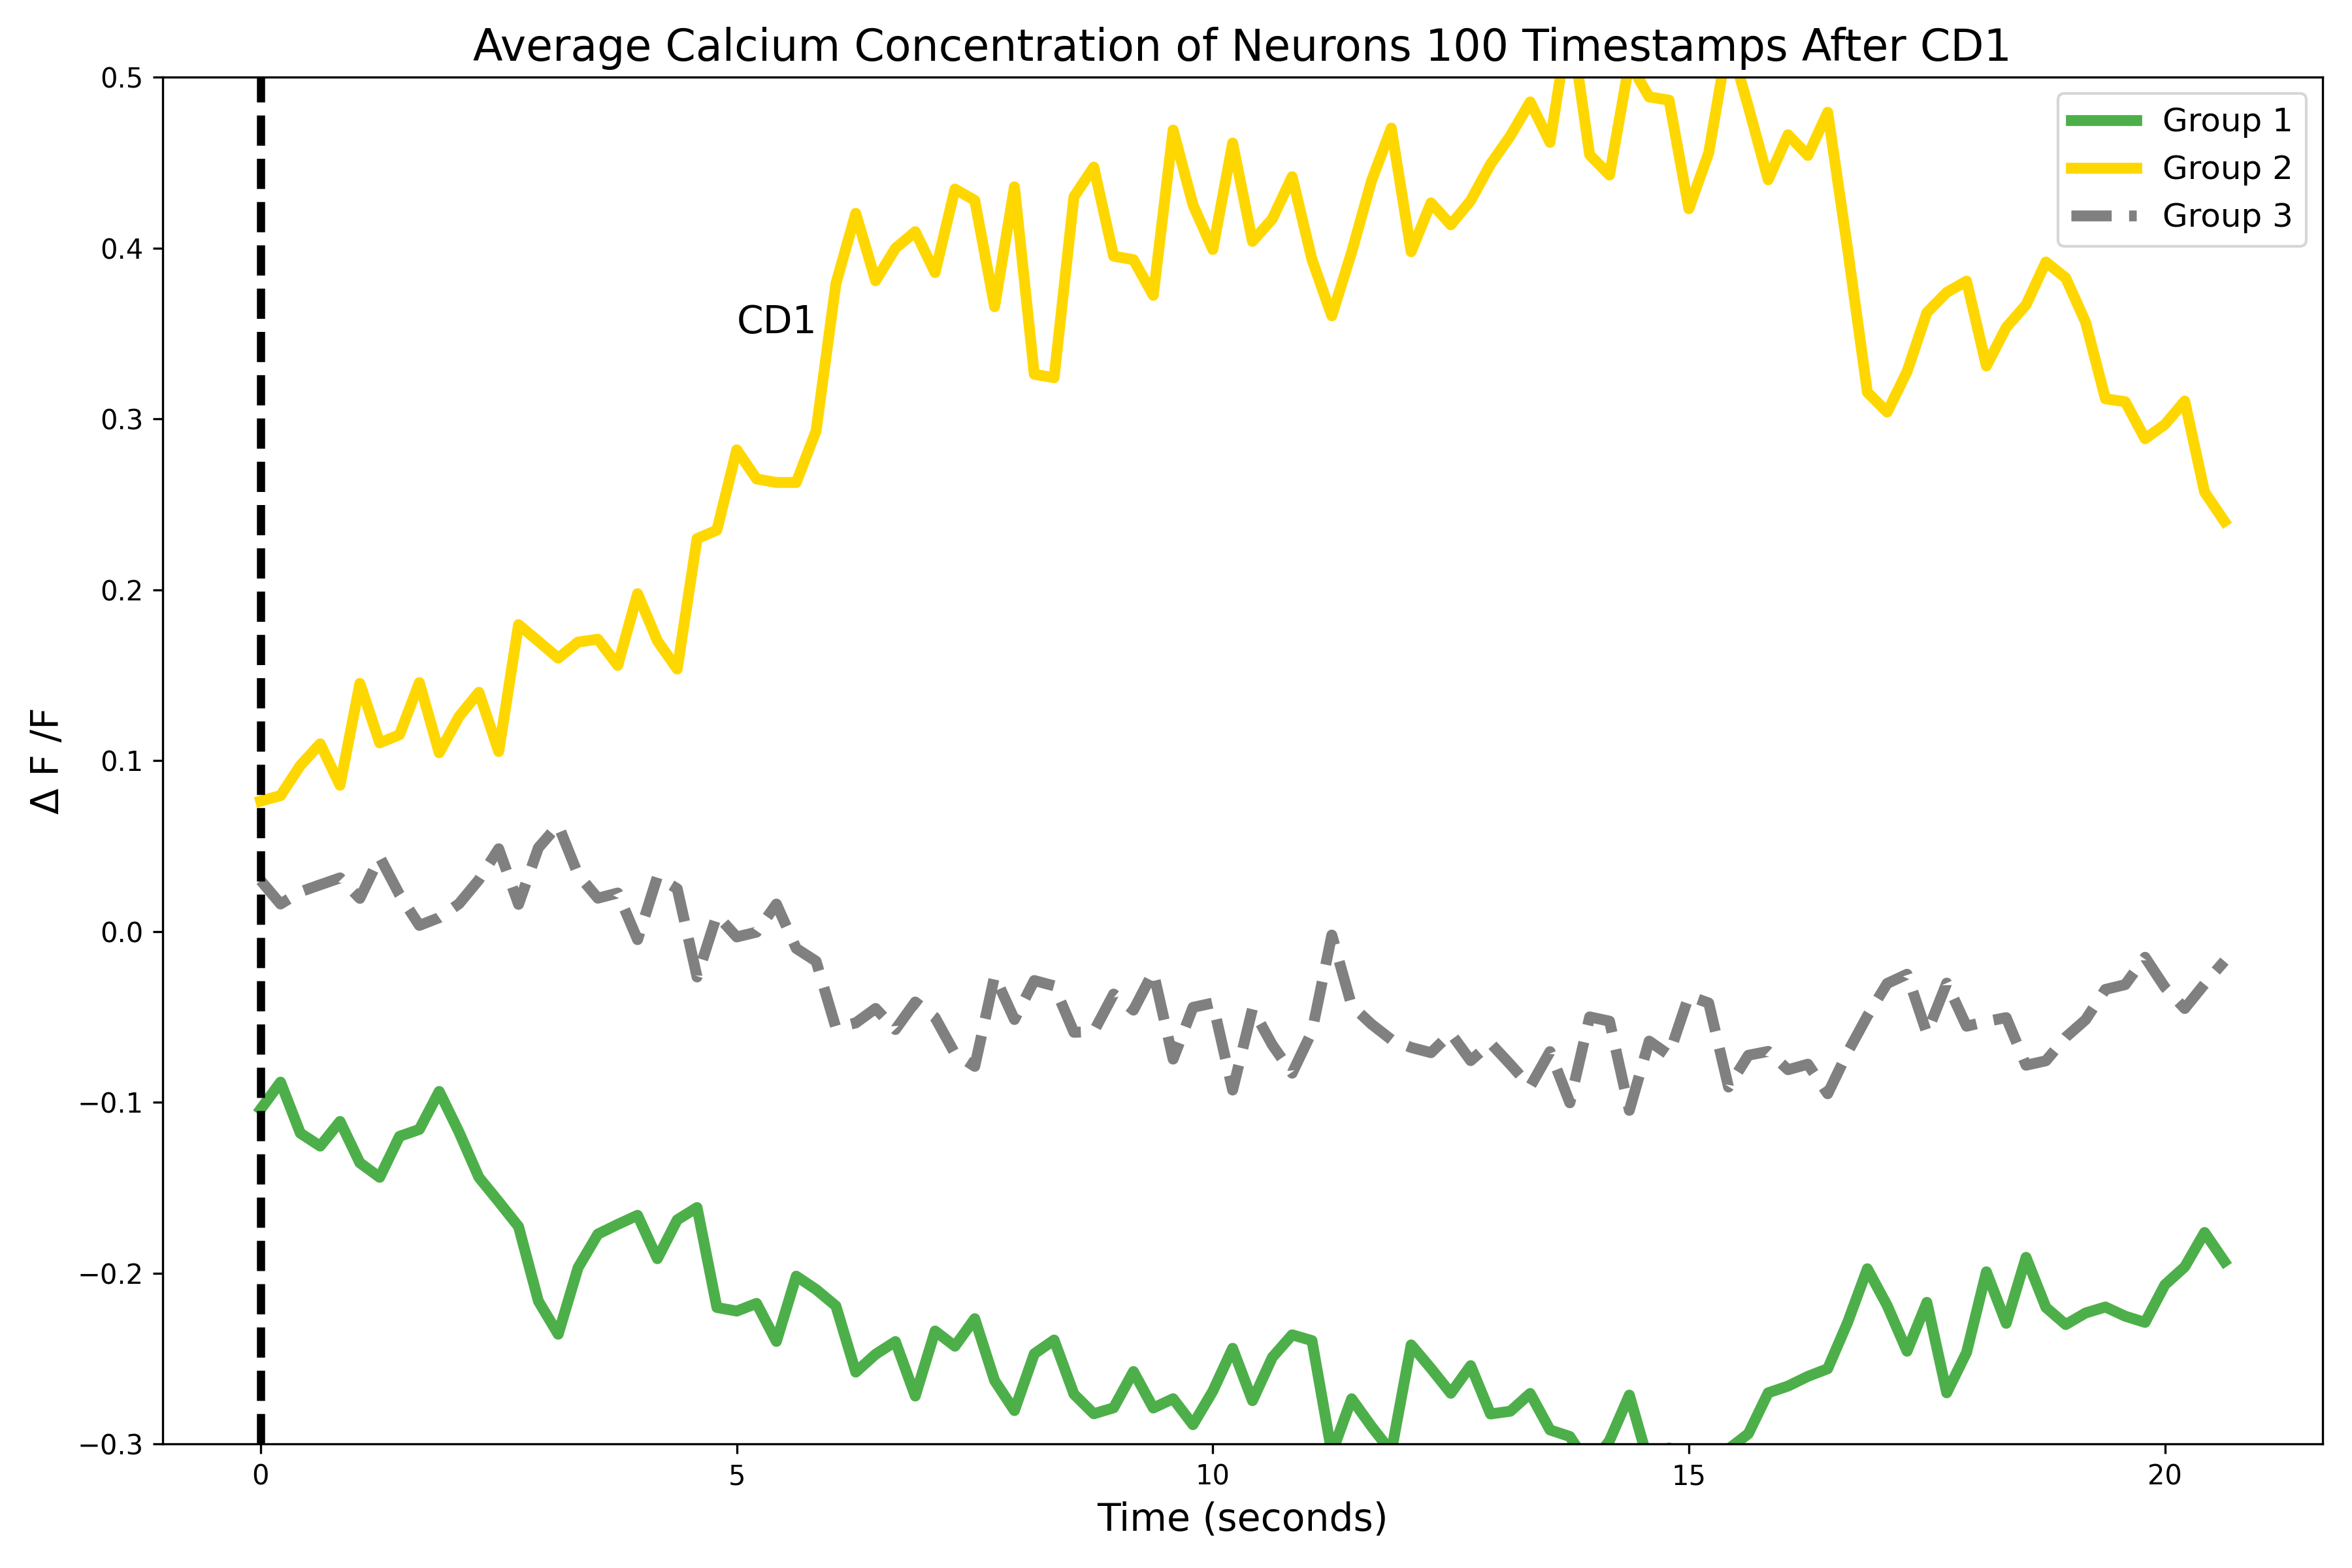 Average Calcium Concentration of Neurons 100 Timestamps After CD1
0.5
0.4
0.3
0.2
0.1
0.0
−0.1
−0.2
−0.3
Δ F /F
CD1
Group 1
Group 2
Group 3
0 5 10 15 20
Time (seconds)